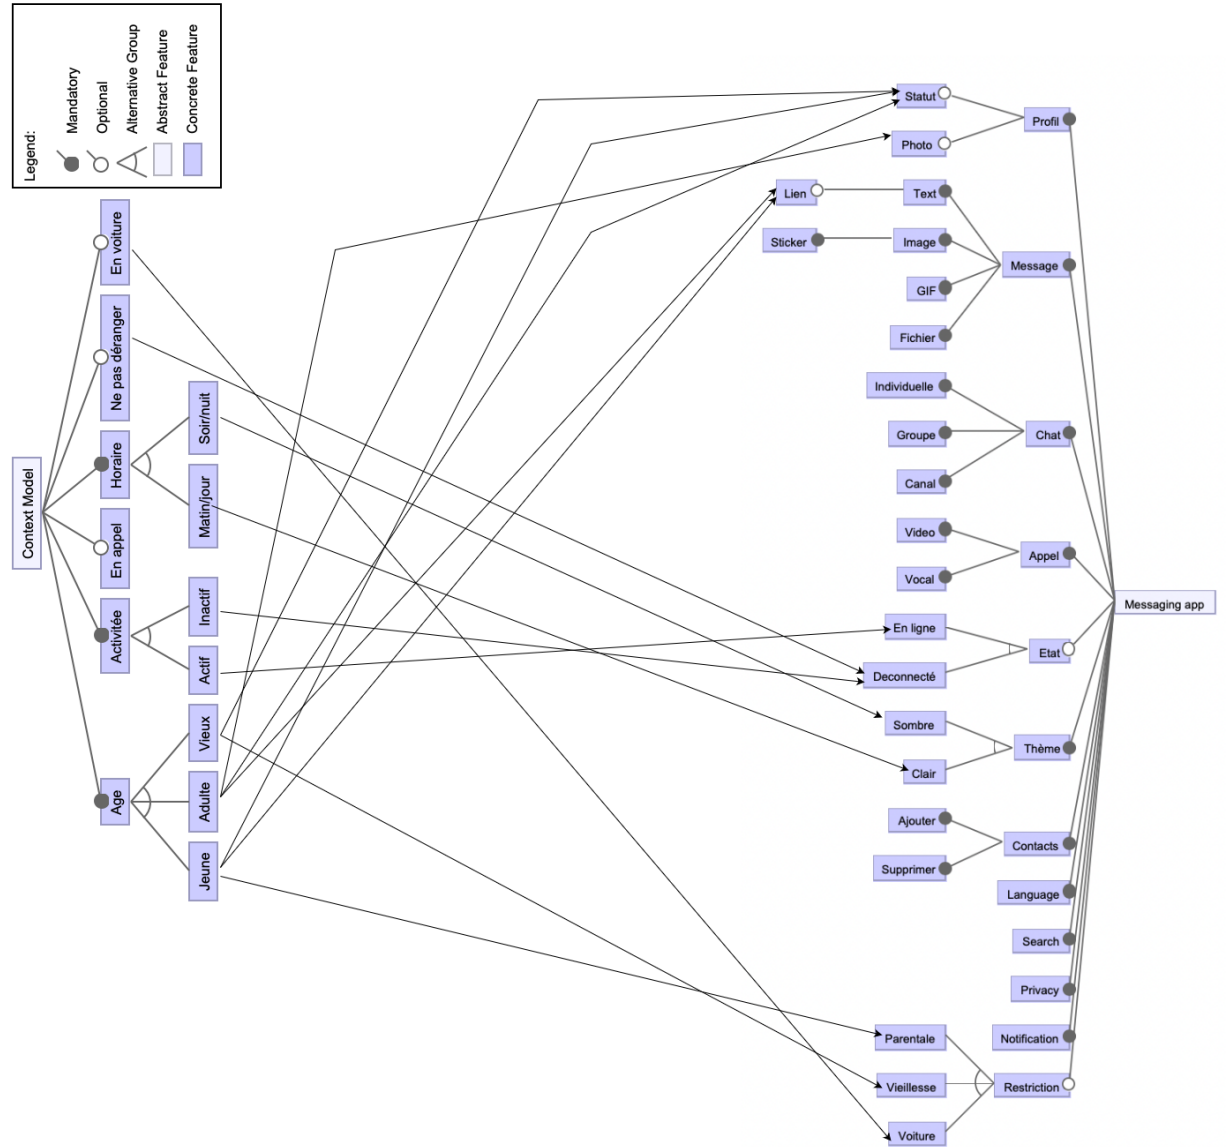 Legend:
Mandatory
Optional
Alternative Group
Abstract Feature
Concrete Feature
Context Model
En voiture
Ne pas déranger
Horaire
En appel
Activitée
Age
Soir/nuit
Matin/jour
Inactif
Actif
Vieux
Adulte
Jeune
Statut
Photo
Profil
Lien
Text
Sticker
Image
GIF
Fichier
Message
Individuelle
Groupe
Canal
Chat
Video
Vocal
Appel
En ligne
Deconnecté
Etat
Sombre
Clair
Thème
Ajouter
Supprimer
Contacts
Language
Search
Privacy
Notification
Parentale
Vieillesse
Voiture
Restriction
Messaging app